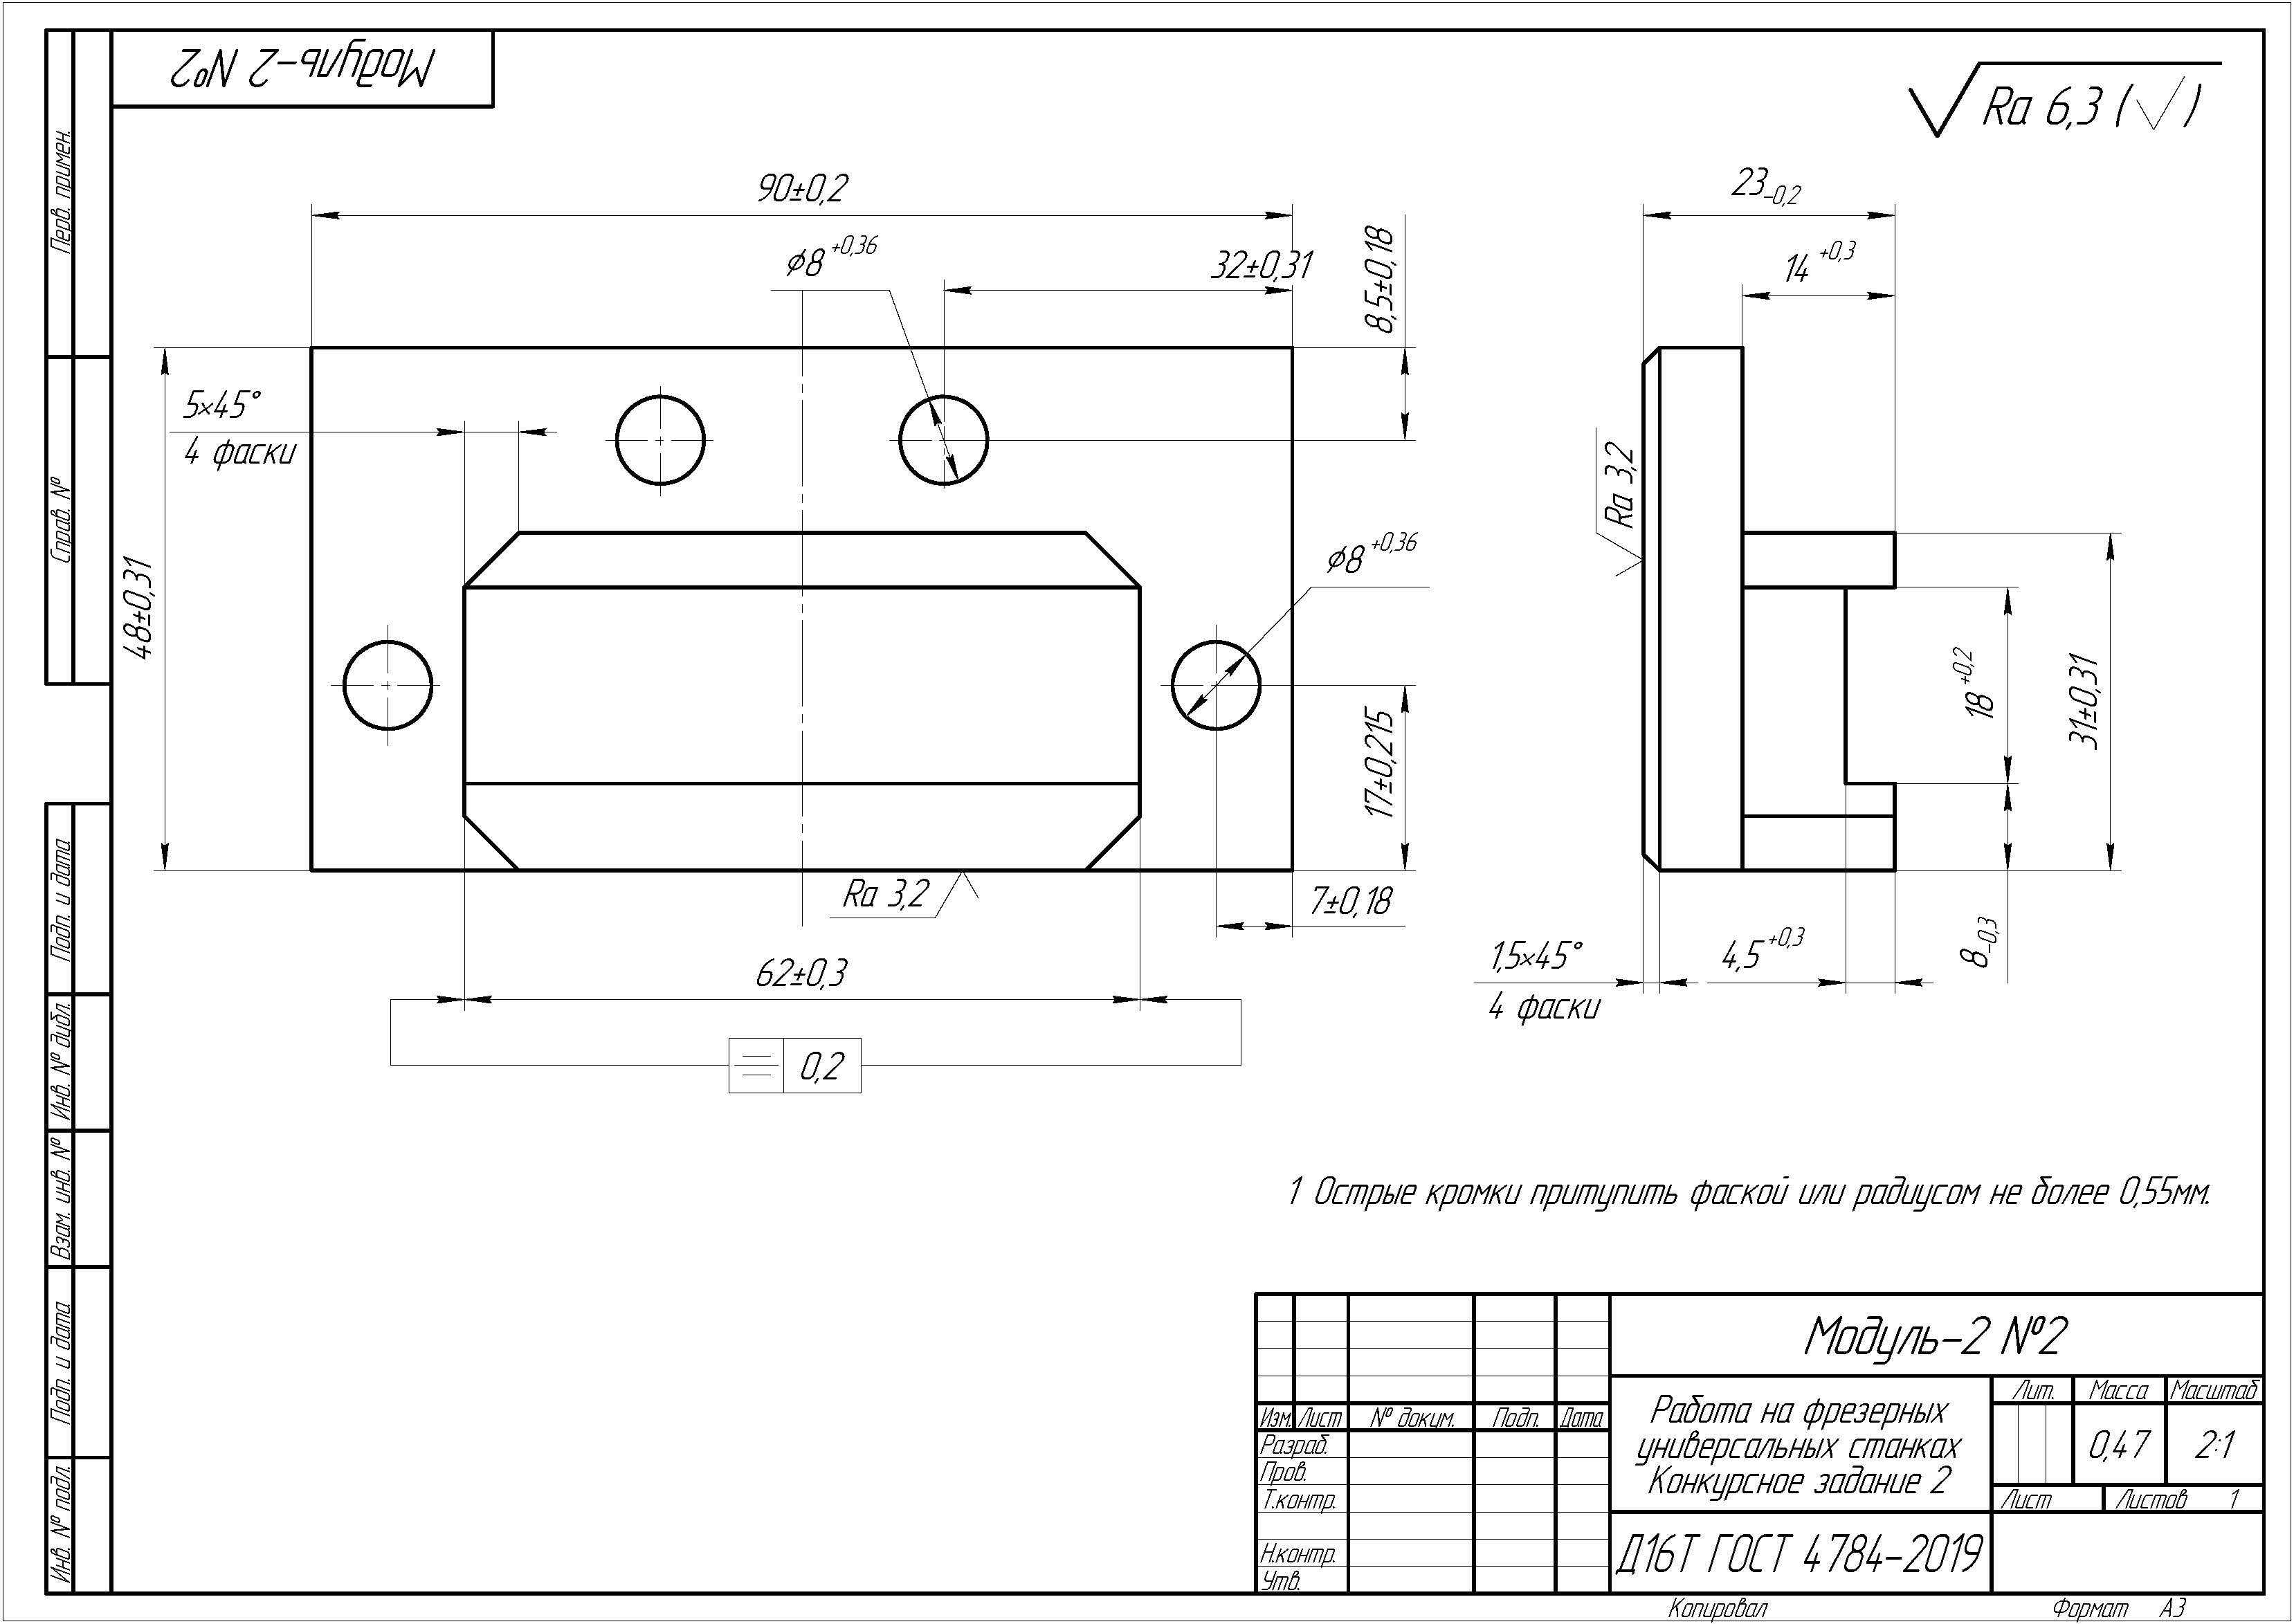 Модуль-2 №2
Ra 6,3 (√)
Перв. примен.
Справ. №
Подп. и дата
Инв. № дубл.
Взам. инв. №
Подп. и дата
Инв. № подл.
90±0,2
⌀8 +0,36
32±0,31
8,5±0,18
5×45°
4 фаски
48±0,31
⌀8 +0,36
17±0,215
7±0,18
Ra 3,2
62±0,3
0,2
23 -0,2
14 +0,3
Ra 3,2
18 +0,2
31±0,31
8 -0,3
1,5×45°
4 фаски
4,5 +0,3
1 Острые кромки притупить фаской или радиусом не более 0,55мм.
Модуль-2 №2
Изм. Лист № докум. Подп. Дата
Разраб.
Пров.
Т.контр.
Н.контр.
Утв.
Работа на фрезерных
универсальных станках
Конкурсное задание 2
Лит. Масса Масштаб
0,47 2:1
Лист Листов 1
Д16Т ГОСТ 4784-2019
Копировал Формат А3